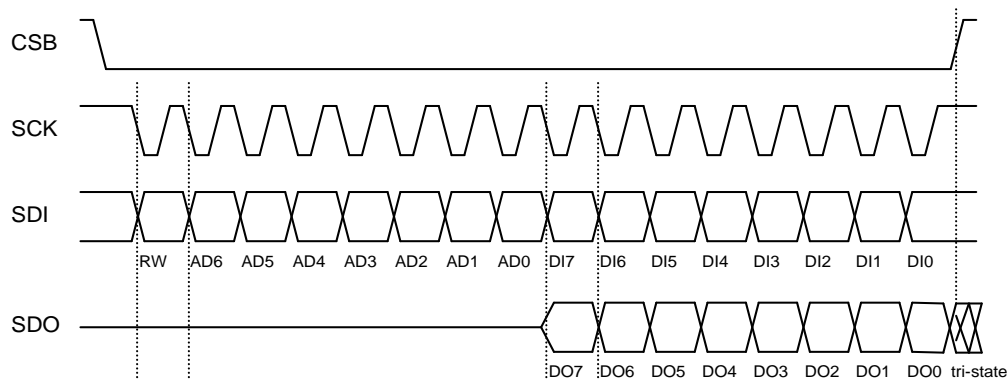 CSB
SCK
SDI
RW AD6 AD5 AD4 AD3 AD2 AD1 AD0 DI7 DI6 DI5 DI4 DI3 DI2 DI1 DI0
SDO
DO7 DO6 DO5 DO4 DO3 DO2 DO1 DO0 tri-state